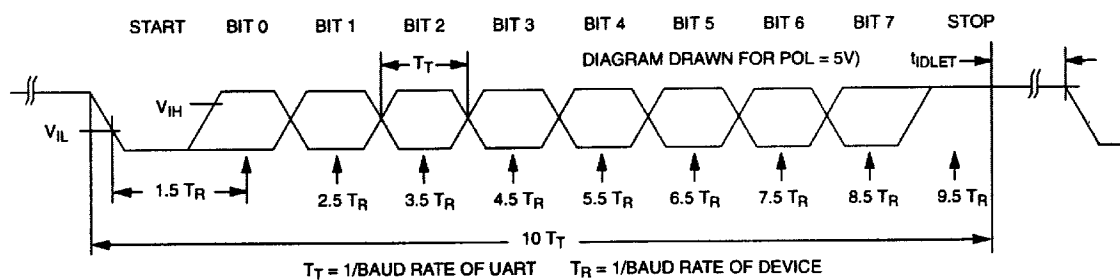 START BIT 0 BIT 1 BIT 2 BIT 3 BIT 4 BIT 5 BIT 6 BIT 7 STOP
T_T DIAGRAM DRAWN FOR POL = 5V) t_IDLET
V_IH
V_IL
1.5 T_R 2.5 T_R 3.5 T_R 4.5 T_R 5.5 T_R 6.5 T_R 7.5 T_R 8.5 T_R 9.5 T_R
10 T_T
T_T = 1/BAUD RATE OF UART T_R = 1/BAUD RATE OF DEVICE